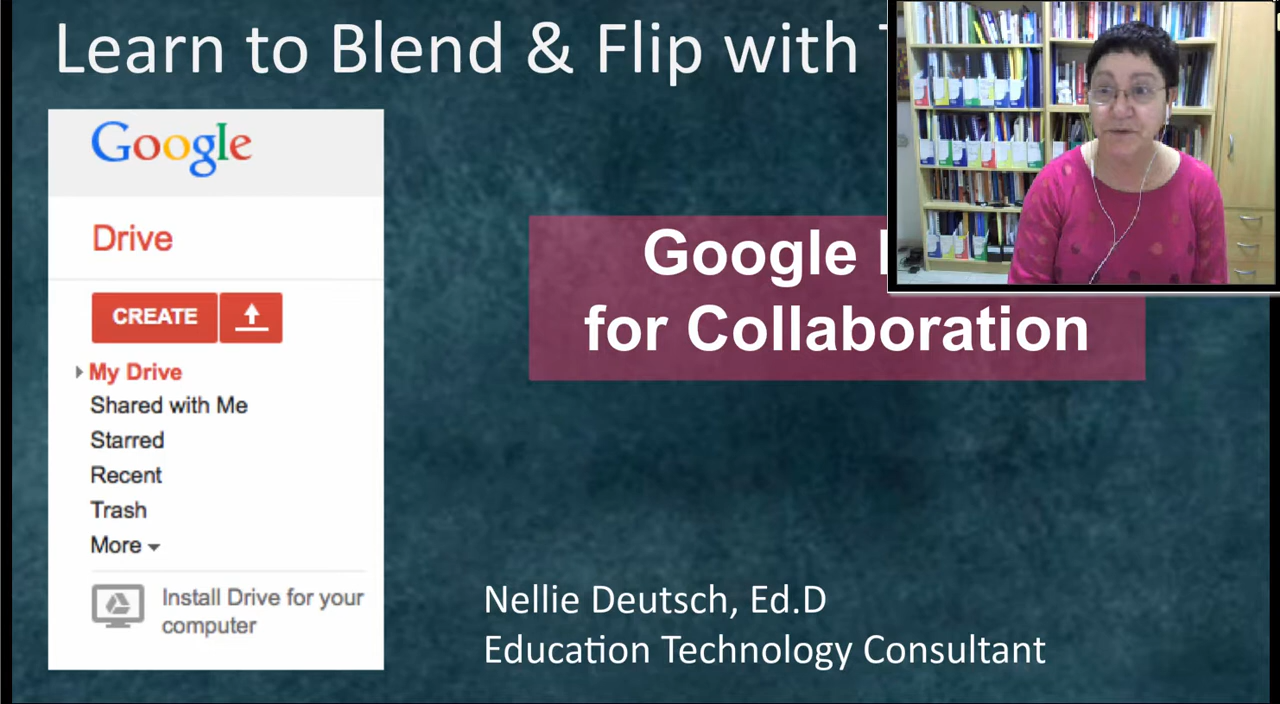 Learn to Blend & Flip with
Google
Drive
CREATE
My Drive
Shared with Me
Starred
Recent
Trash
More
Install Drive for your
computer
Google
for Collaboration
Nellie Deutsch, Ed.D
Education Technology Consultant